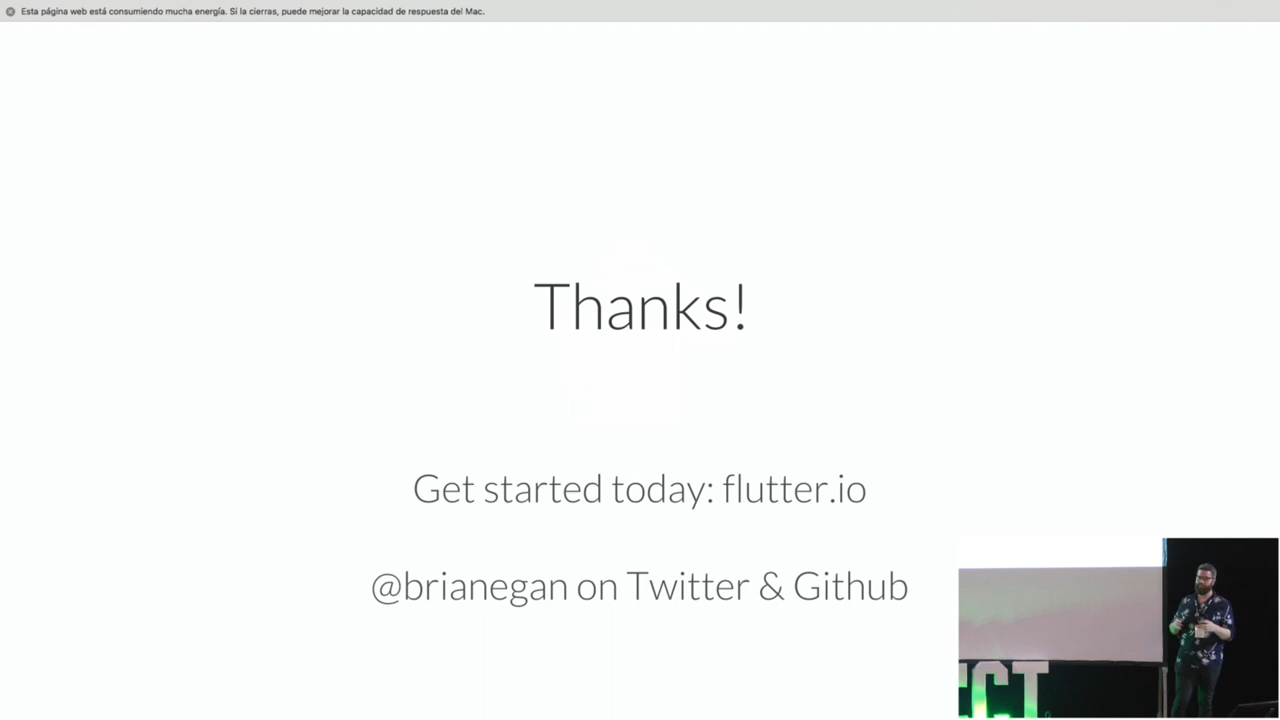 Esta página web está consumiendo mucha energía. Si la cierras, puede mejorar la capacidad de respuesta del Mac.
Thanks!
Get started today: flutter.io
@brianegan on Twitter & Github
ECT